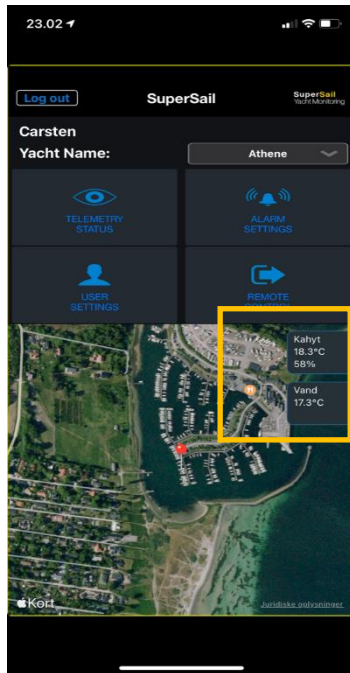 23.02
Log out
SuperSail
SuperSail
Yacht Monitoring
Carsten
Yacht Name:
Athene
TELEMETRY
STATUS
ALARM
SETTINGS
USER
SETTINGS
REMOTE
CONTROL
Kahyt
18.3°C
58%
Vand
17.3°C
Kort
Juridiske oplysninger